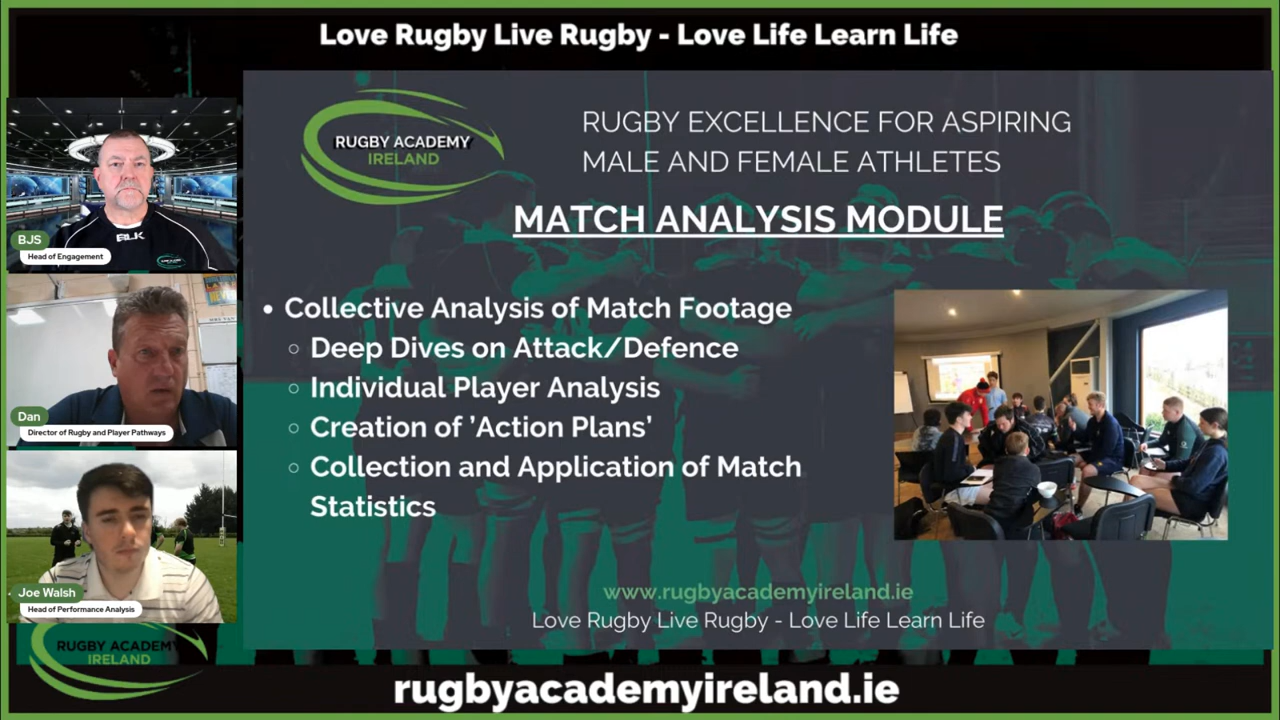 Love Rugby Live Rugby - Love Life Learn Life
RUGBY ACADEMY
IRELAND
RUGBY EXCELLENCE FOR ASPIRING
MALE AND FEMALE ATHLETES
MATCH ANALYSIS MODULE
BLK
BJS
Head of Engagement
Dan
Director of Rugby and Player Pathways
Joe Walsh
Head of Performance Analysis
• Collective Analysis of Match Footage
○ Deep Dives on Attack/Defence
○ Individual Player Analysis
○ Creation of 'Action Plans'
○ Collection and Application of Match
Statistics
www.rugbyacademyireland.ie
Love Rugby Live Rugby - Love Life Learn Life
RUGBY ACADEMY
IRELAND
rugbyacademyireland.ie